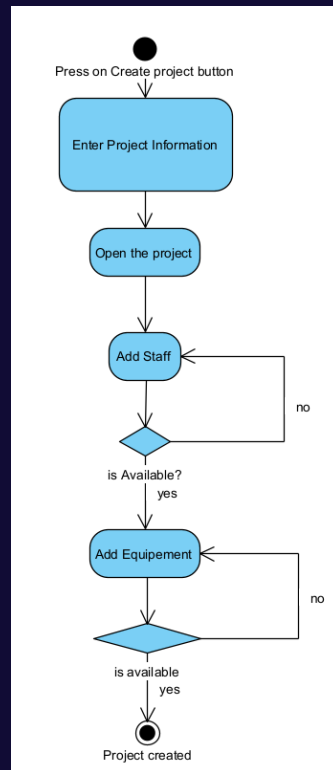 Press on Create project button
Enter Project Information
Open the project
Add Staff
no
is Available?
yes
Add Equipement
no
is available
yes
Project created